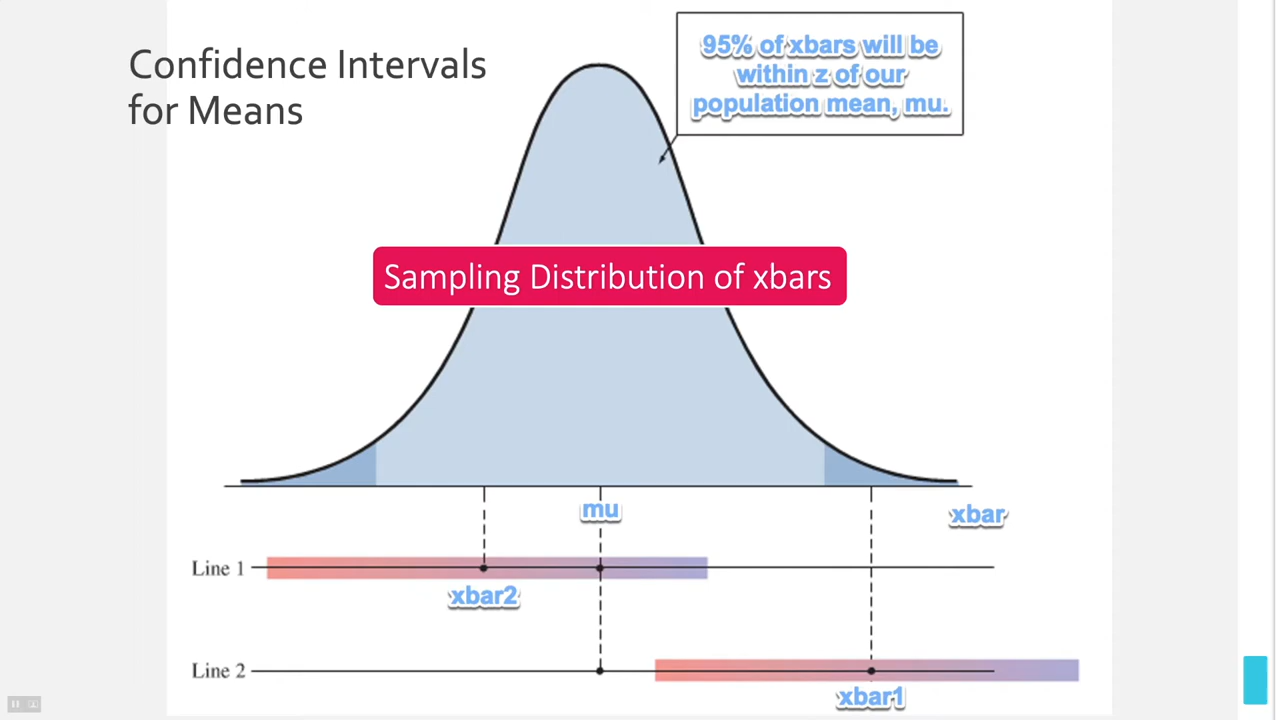 Confidence Intervals
for Means
95% of xbars will be
within z of our
population mean, mu.
Sampling Distribution of xbars
mu
xbar
Line 1
xbar2
Line 2
xbar1